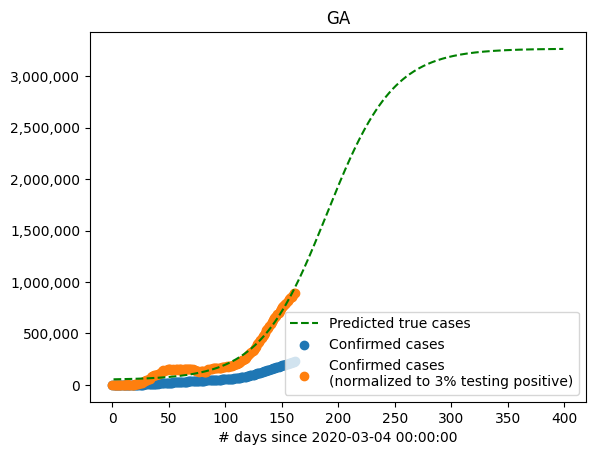 GA
3,000,000
2,500,000
2,000,000
1,500,000
1,000,000
500,000
0
Predicted true cases
Confirmed cases
Confirmed cases
(normalized to 3% testing positive)
0 50 100 150 200 250 300 350 400
# days since 2020-03-04 00:00:00